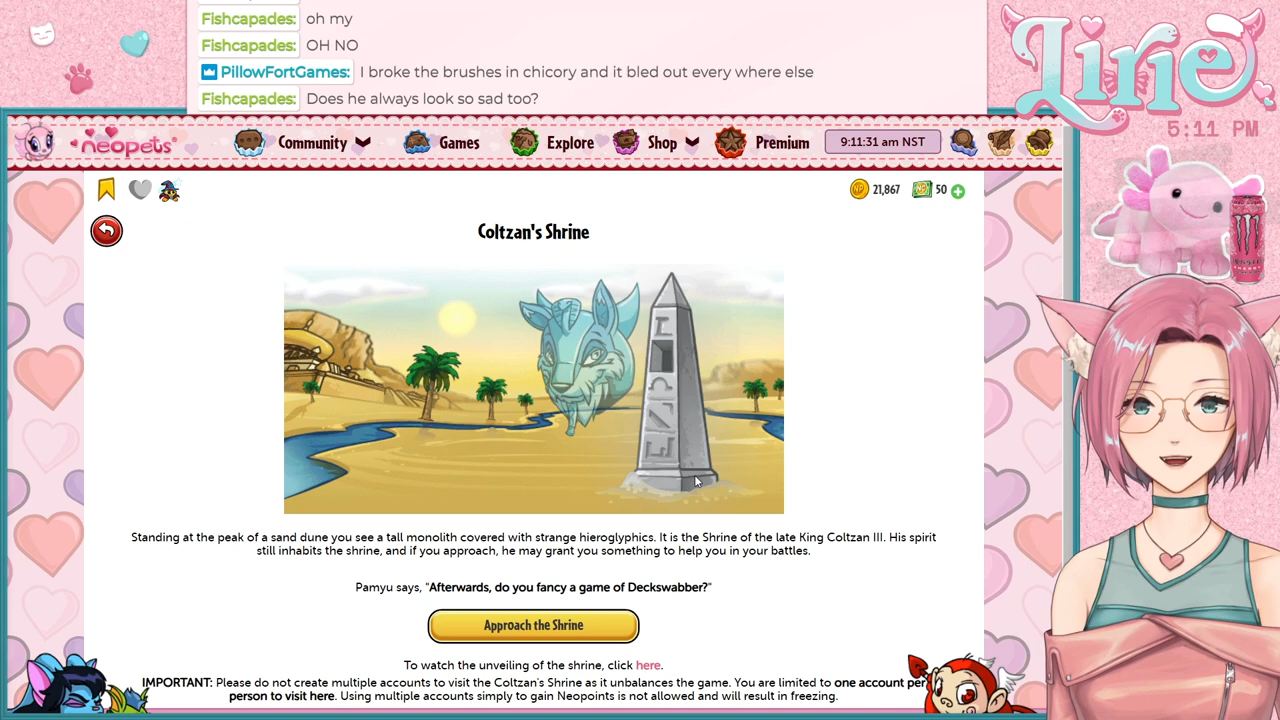 Fishcapades: oh my
Fishcapades: OH NO
PillowFortGames: I broke the brushes in chicory and it bled out every where else
Fishcapades: Does he always look so sad too?
Lirie
5:11 PM
neopets
Community
Games
Explore
Shop
Premium
9:11:31 am NST
NP 21,867
50
Coltzan's Shrine
Standing at the peak of a sand dune you see a tall monolith covered with strange hieroglyphics. It is the Shrine of the late King Coltzan III. His spirit
still inhabits the shrine, and if you approach, he may grant you something to help you in your battles.
Pamyu says, "Afterwards, do you fancy a game of Deckswabber?"
Approach the Shrine
To watch the unveiling of the shrine, click here.
IMPORTANT: Please do not create multiple accounts to visit the Coltzan's Shrine as it unbalances the game. You are limited to one account per
person to visit here. Using multiple accounts simply to gain Neopoints is not allowed and will result in freezing.